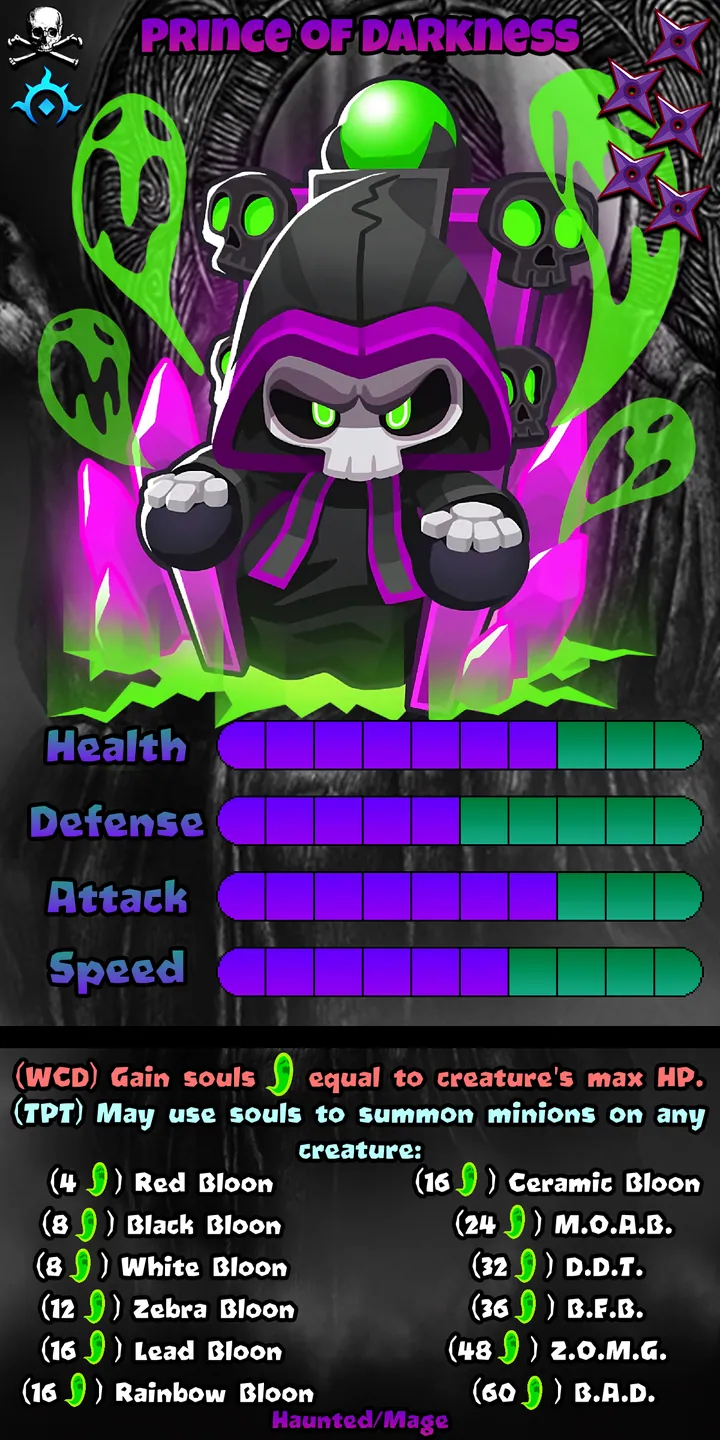 PRINCE OF DARKNESS
Health
Defense
Attack
Speed
(WCD) Gain souls equal to creature's max HP.
(TPT) May use souls to summon minions on any
creature:
(4 ) Red Bloon
(8 ) Black Bloon
(8 ) White Bloon
(12 ) Zebra Bloon
(16 ) Lead Bloon
(16 ) Rainbow Bloon
(16 ) Ceramic Bloon
(24 ) M.O.A.B.
(32 ) D.D.T.
(36 ) B.F.B.
(48 ) Z.O.M.G.
(60 ) B.A.D.
Haunted/Mage